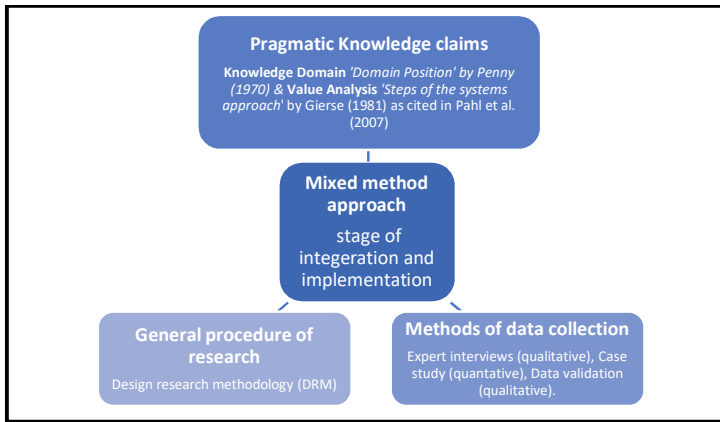 Pragmatic Knowledge claims
Knowledge Domain 'Domain Position' by Penny
(1970) & Value Analysis 'Steps of the systems
approach' by Gierse (1981) as cited in Pahl et al.
(2007)
Mixed method
approach
stage of
integeration and
implementation
General procedure of
research
Design research methodology (DRM)
Methods of data collection
Expert interviews (qualitative), Case
study (quantative), Data validation
(qualitative).